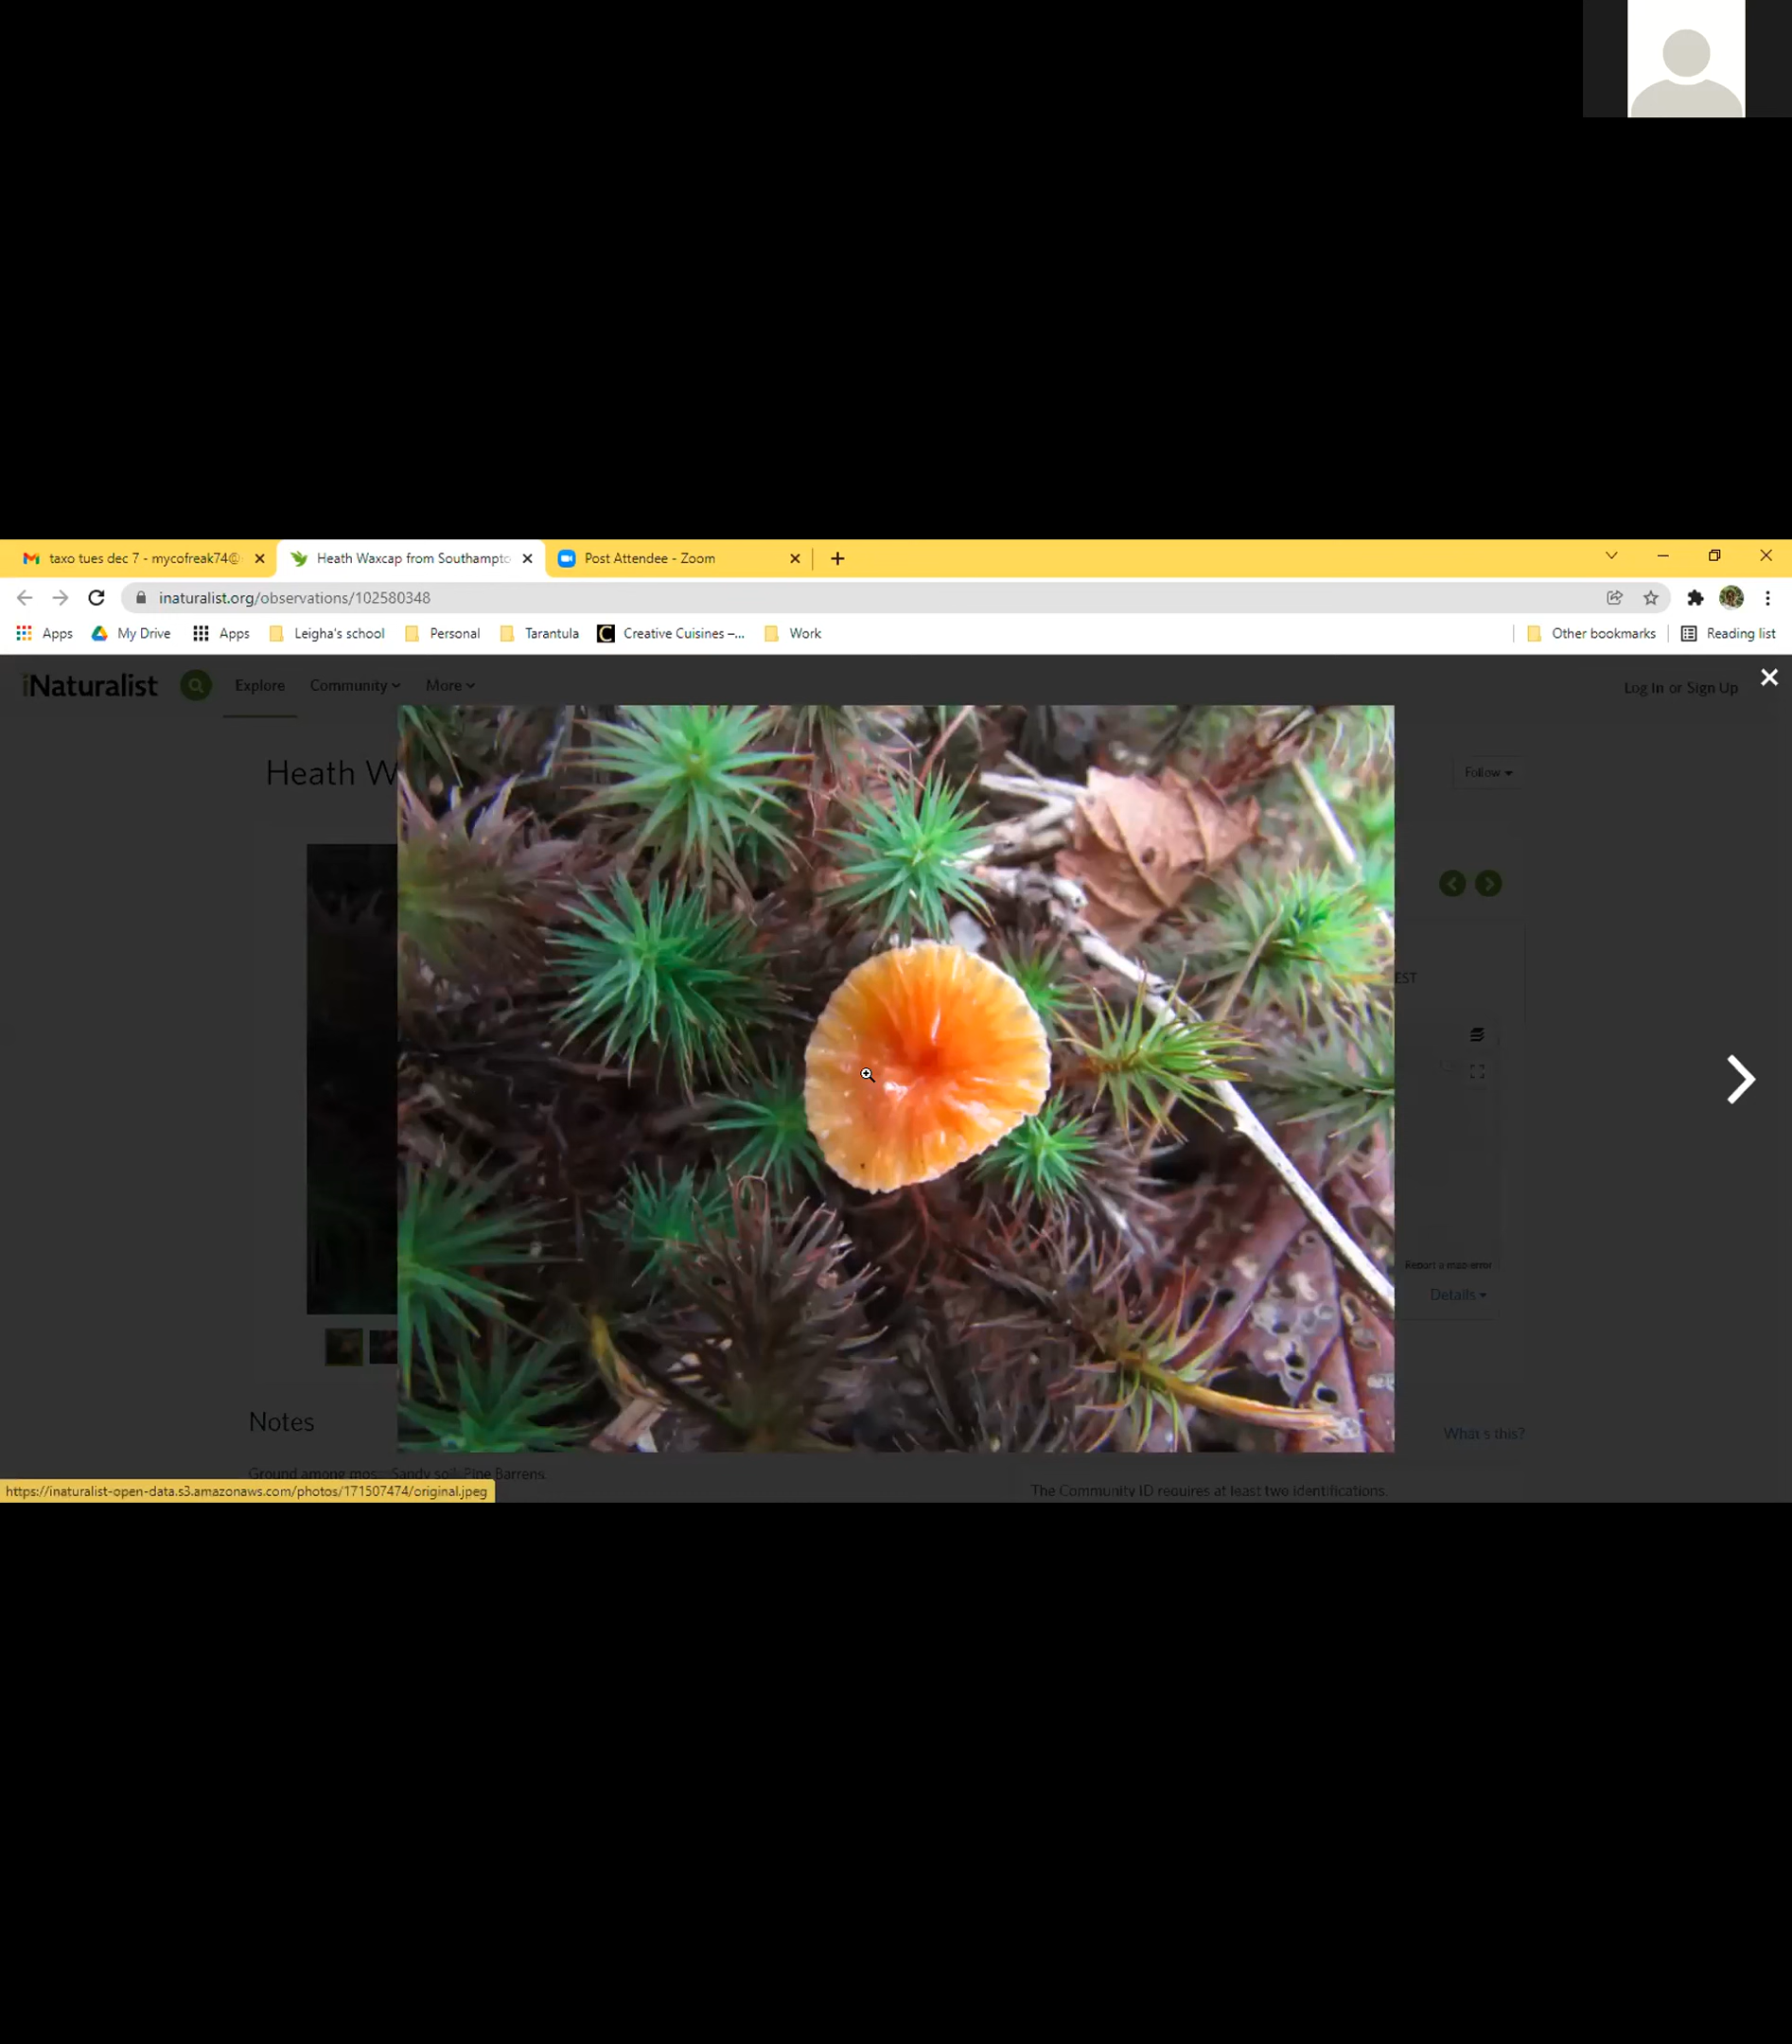 taxo tues dec 7 - mycofreak74@
Heath Waxcap from Southampto
Post Attendee - Zoom
inaturalist.org/observations/102580348
Apps
My Drive
Apps
Leigha's school
Personal
Tarantula
Creative Cuisines –...
Work
Other bookmarks
Reading list
iNaturalist
Explore
Community
More
Log In or Sign Up
Heath W
Follow
EST
Report a map error
Details
Notes
What's this?
Ground among mos Sandy soil. Pine Barrens.
https://inaturalist-open-data.s3.amazonaws.com/photos/171507474/original.jpeg
The Community ID requires at least two identifications.